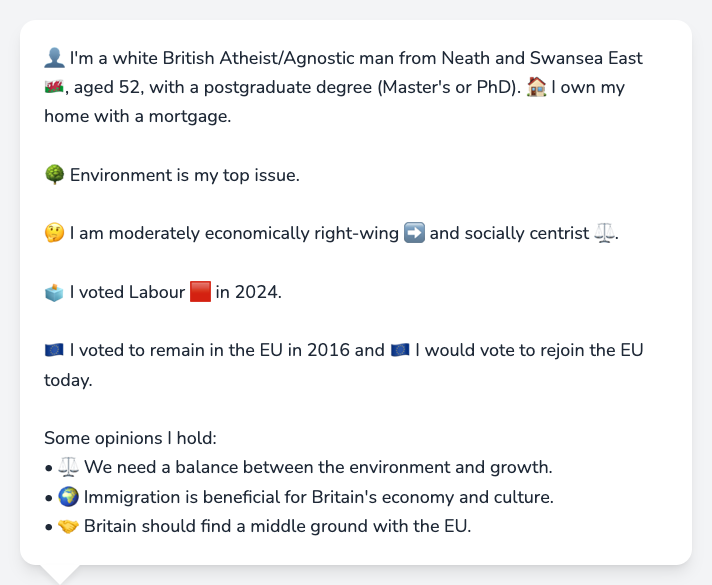 👤 I'm a white British Atheist/Agnostic man from Neath and Swansea East
🏴󠁧󠁢󠁷󠁬󠁳󠁿, aged 52, with a postgraduate degree (Master's or PhD). 🏠 I own my
home with a mortgage.
🌳 Environment is my top issue.
🤔 I am moderately economically right-wing ➡️ and socially centrist ⚖️.
🗳️ I voted Labour 🟥 in 2024.
🇪🇺 I voted to remain in the EU in 2016 and 🇪🇺 I would vote to rejoin the EU
today.
Some opinions I hold:
• ⚖️ We need a balance between the environment and growth.
• 🌍 Immigration is beneficial for Britain's economy and culture.
• 🤝 Britain should find a middle ground with the EU.